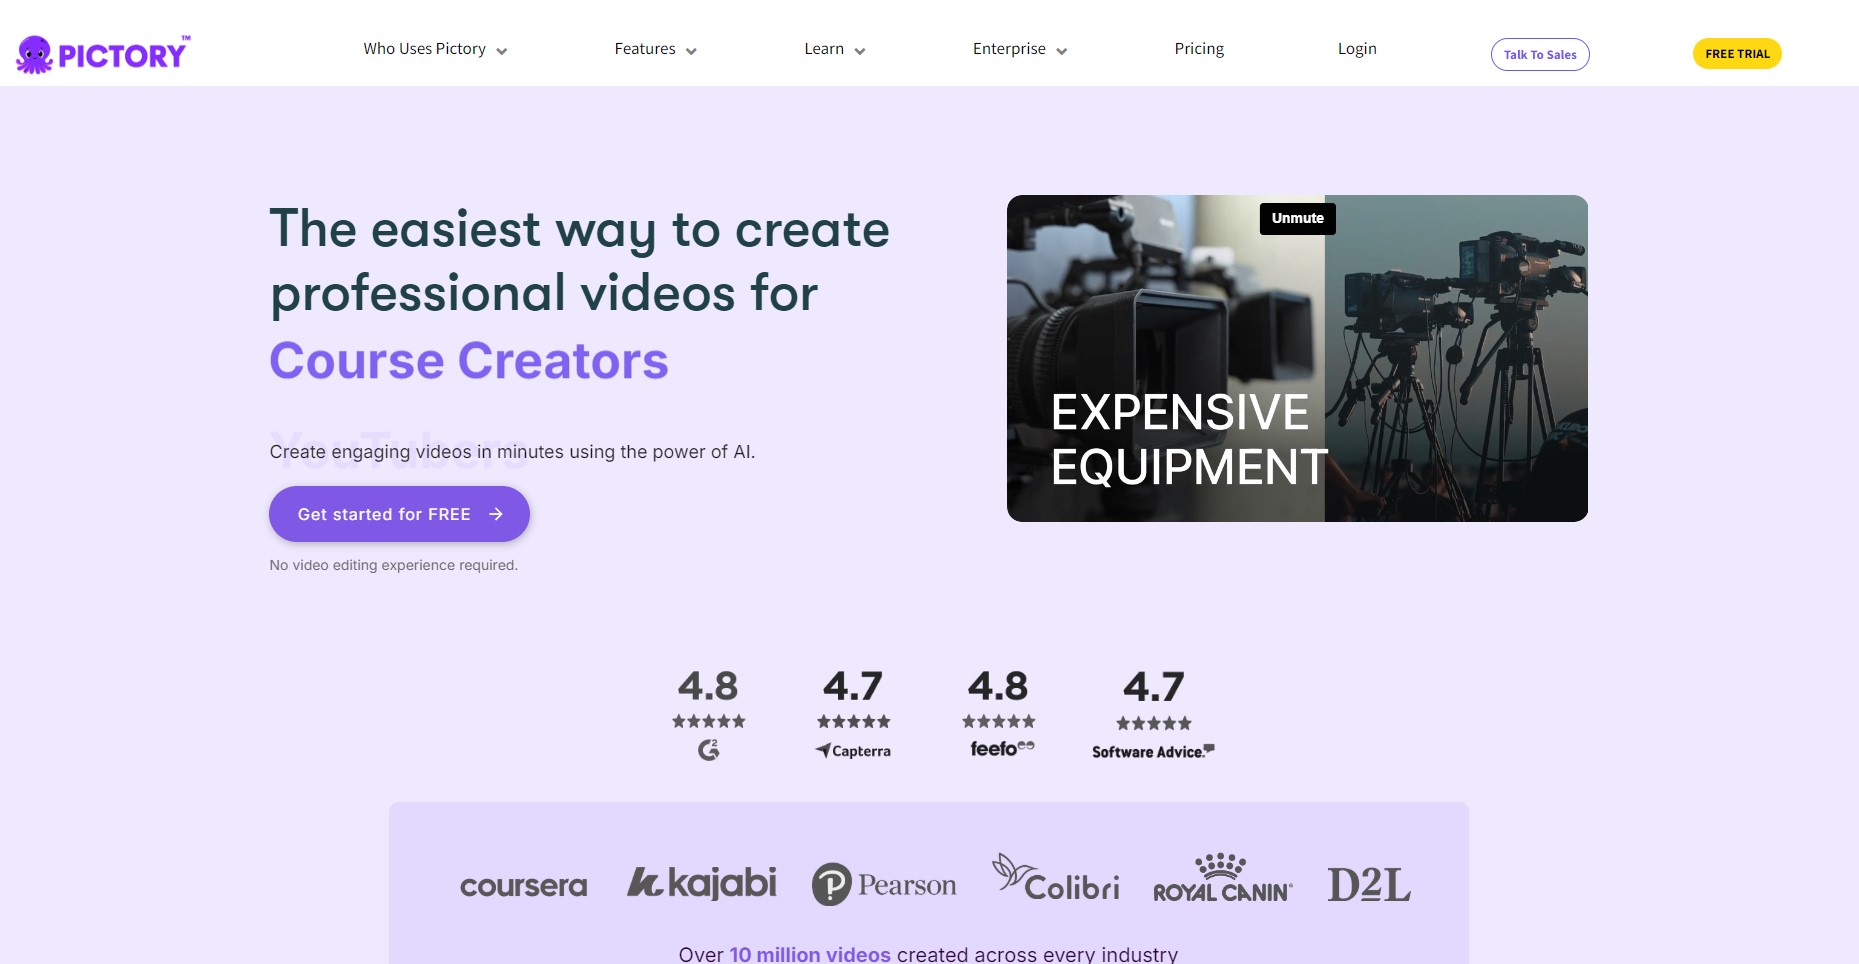 PICTORY™
Who Uses Pictory
Features
Learn
Enterprise
Pricing
Login
Talk To Sales
FREE TRIAL
The easiest way to create
professional videos for
Course Creators
YouTubers
Create engaging videos in minutes using the power of AI.
Get started for FREE
No video editing experience required.
Unmute
EXPENSIVE
EQUIPMENT
4.8
G2
4.7
Capterra
4.8
feefo
4.7
Software Advice.
coursera
kajabi
Pearson
Colibri
ROYAL CANIN®
D2L
Over 10 million videos created across every industry